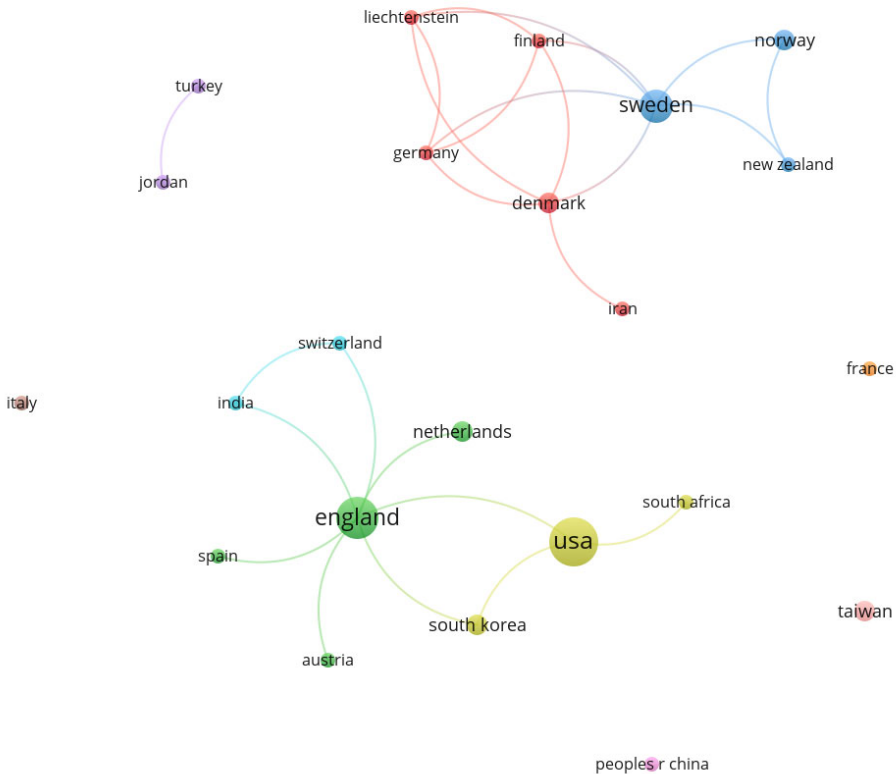 liechtenstein
finland
norway
turkey
sweden
germany
new zealand
jordan
denmark
iran
switzerland
france
italy
india
netherlands
south africa
england
usa
spain
taiwan
south korea
austria
peoples r china